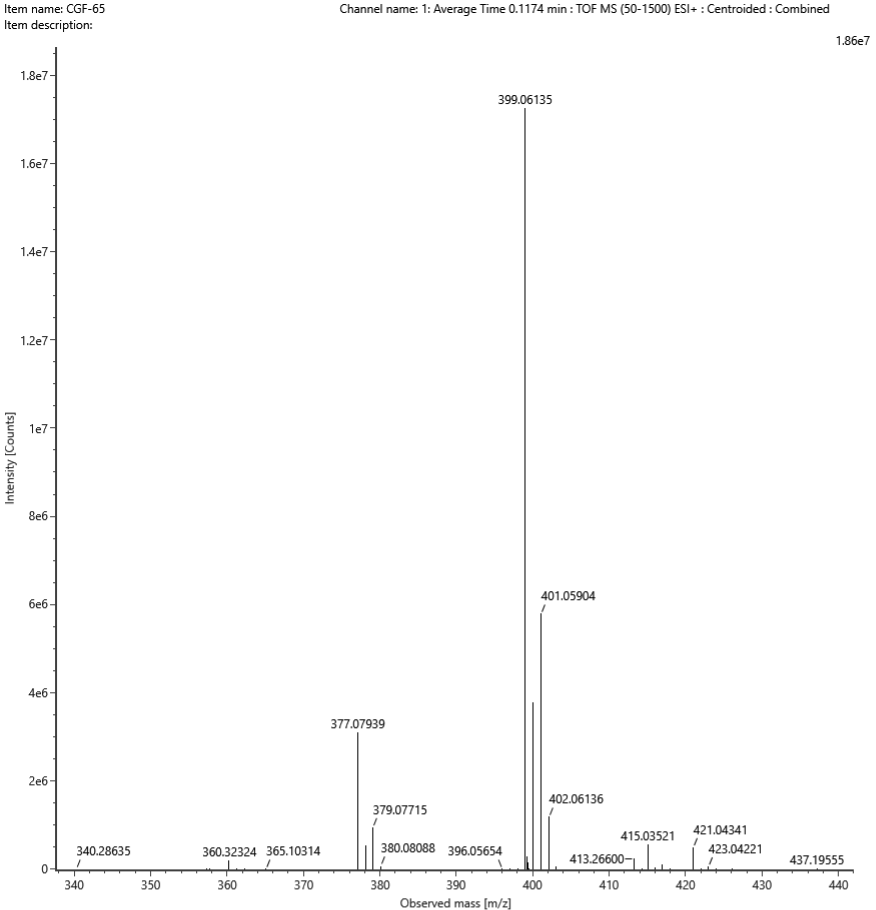 Item name: CGF-65
Channel name: 1: Average Time 0.1174 min : TOF MS (50-1500) ESI+ : Centroided : Combined
Item description:
1.86e7
1.8e7
399.06135
1.6e7
1.4e7
1.2e7
1e7
Intensity [Counts]
8e6
6e6
401.05904
4e6
377.07939
2e6
379.07715
402.06136
415.03521
421.04341
340.28635
360.32324
365.10314
380.08088
396.05654
413.26600
423.04221
437.19555
0
340
350
360
370
380
390
400
410
420
430
440
Observed mass [m/z]